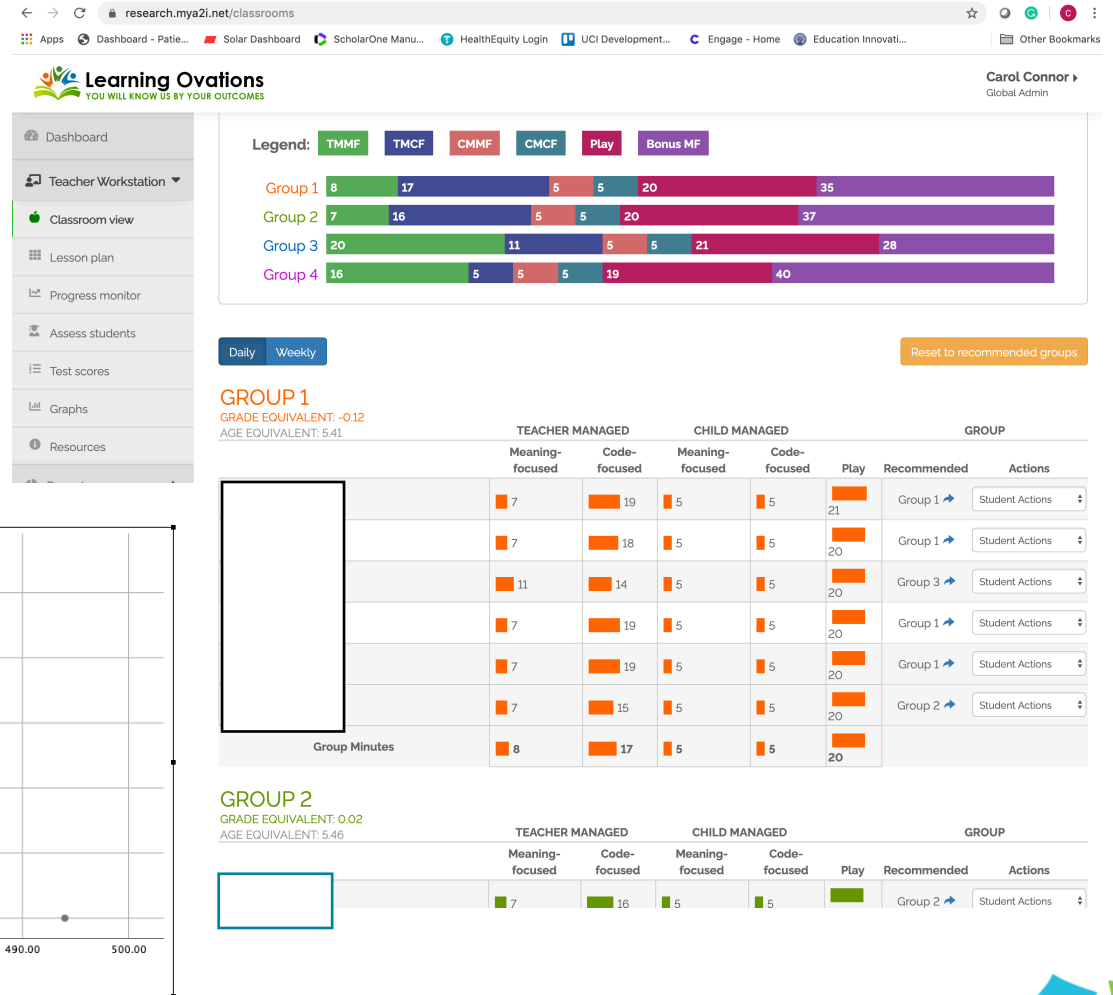 research.mya2i.net/classrooms
Apps Dashboard - Patie... Solar Dashboard ScholarOne Manu... HealthEquity Login UCI Development... Engage - Home Education Innovati... Other Bookmarks
Learning Ovations
YOU WILL KNOW US BY YOUR OUTCOMES
Carol Connor
Global Admin
Dashboard
Teacher Workstation
Classroom view
Lesson plan
Progress monitor
Assess students
Test scores
Graphs
Resources
Legend: TMMF TMCF CMMF CMCF Play Bonus MF
Group 1 8 17 5 5 20 35
Group 2 7 16 5 5 20 37
Group 3 20 11 5 5 21 28
Group 4 16 5 5 5 19 40
Daily Weekly
Reset to recommended groups
GROUP 1
GRADE EQUIVALENT: -0.12
AGE EQUIVALENT: 5.41
TEACHER MANAGED CHILD MANAGED GROUP
Meaning-focused Code-focused Meaning-focused Code-focused Play Recommended Actions
7 19 5 5 21 Group 1 Student Actions
7 18 5 5 20 Group 1 Student Actions
11 14 5 5 20 Group 3 Student Actions
7 19 5 5 20 Group 1 Student Actions
7 19 5 5 20 Group 1 Student Actions
7 15 5 5 20 Group 2 Student Actions
Group Minutes 8 17 5 5 20
GROUP 2
GRADE EQUIVALENT: 0.02
AGE EQUIVALENT: 5.46
TEACHER MANAGED CHILD MANAGED GROUP
Meaning-focused Code-focused Meaning-focused Code-focused Play Recommended Actions
7 16 5 5 Group 2 Student Actions
490.00 500.00